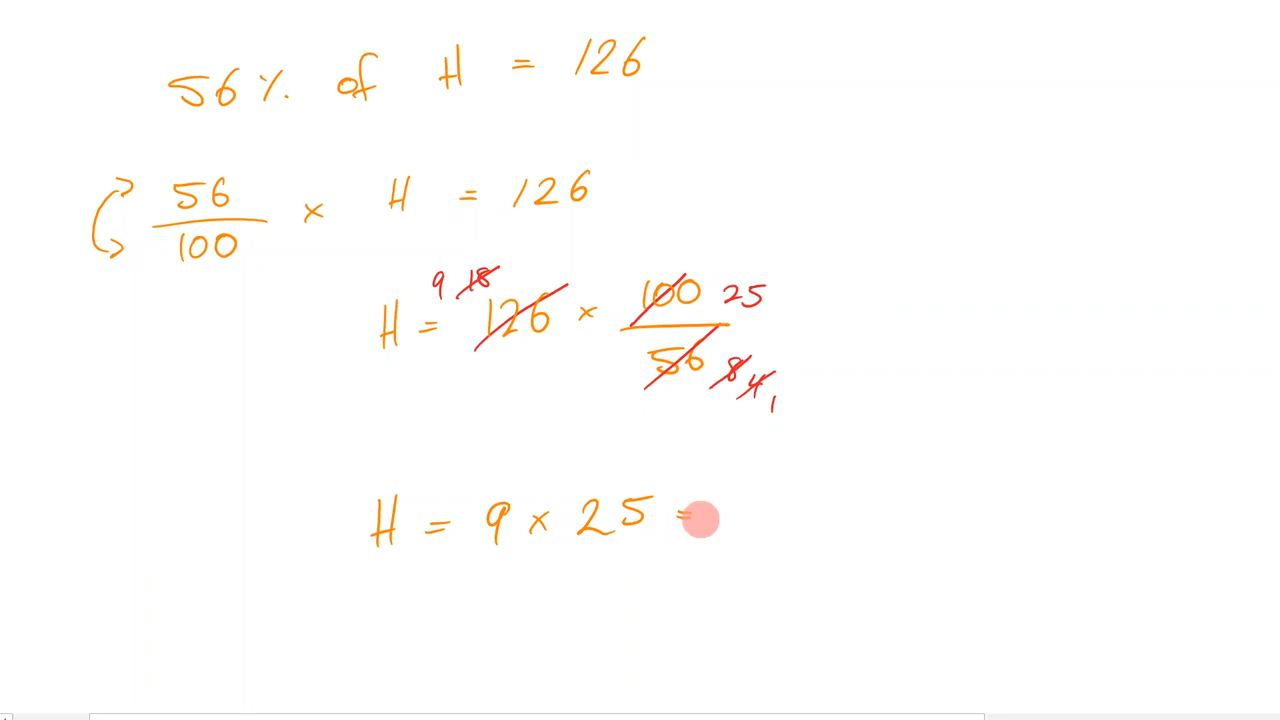 56% of H = 126
56/100 × H = 126
9 18
H = 126 × 100/56 25
8 4 1
H = 9 × 25 =